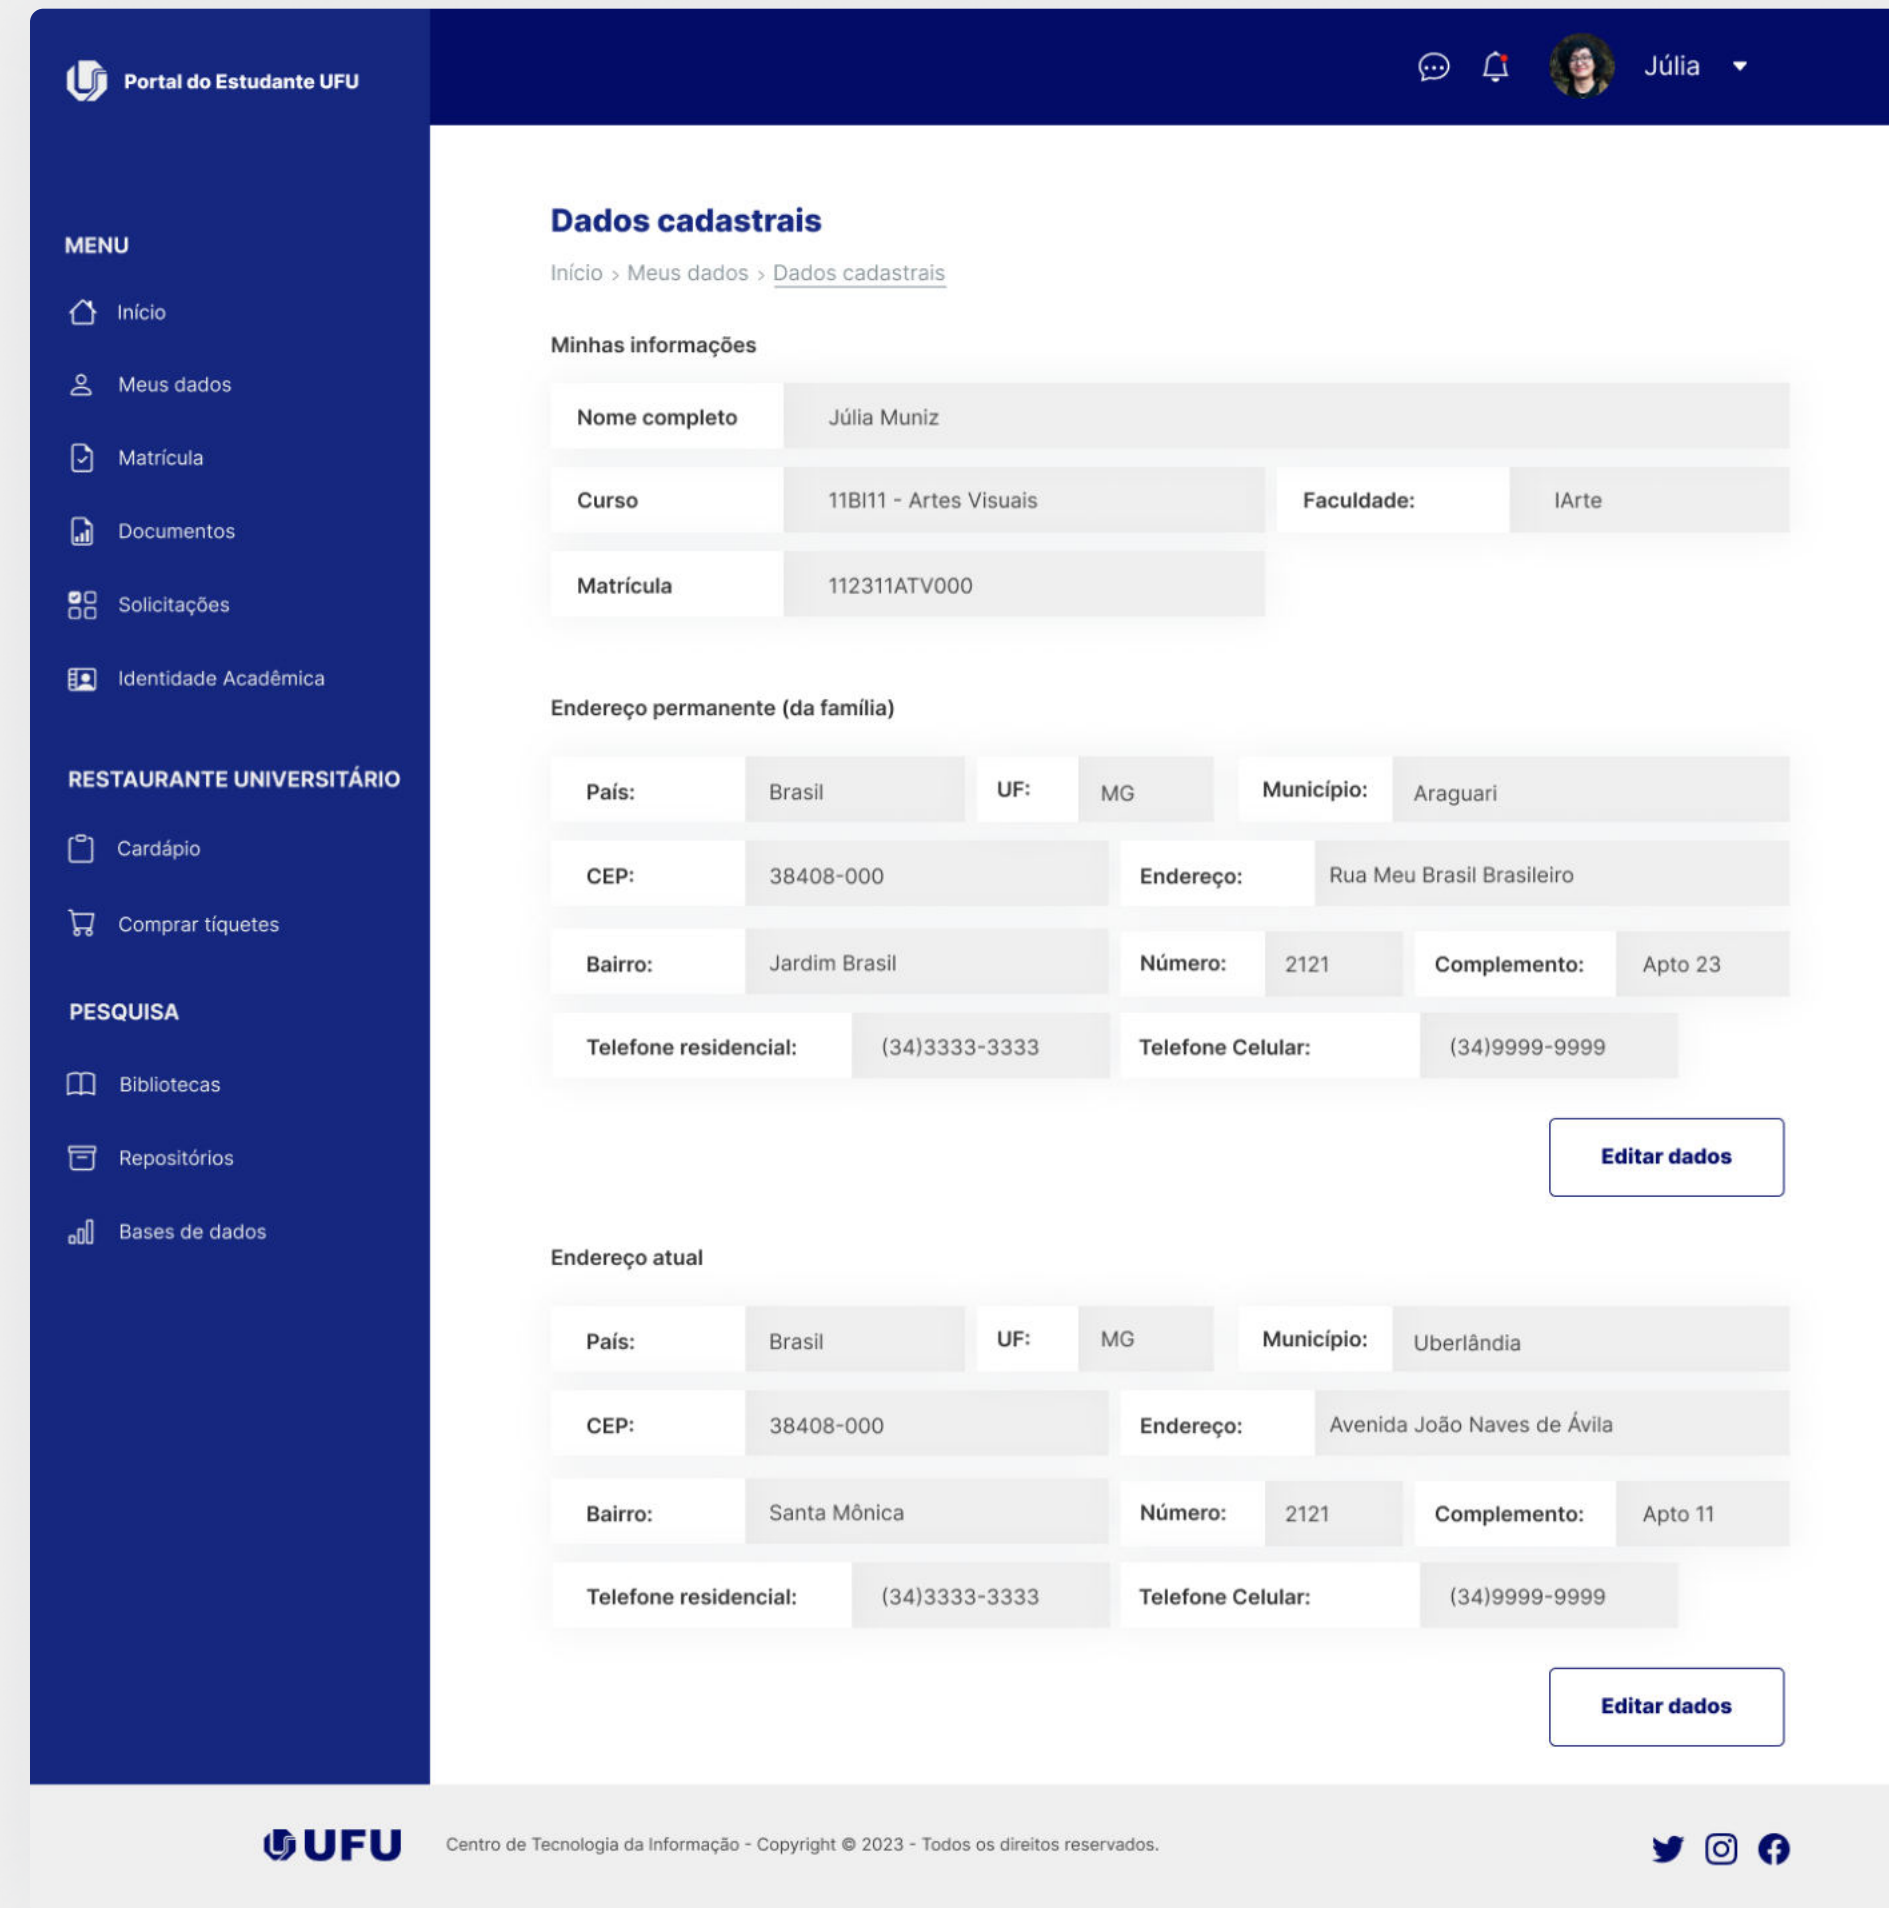 Portal do Estudante UFU
Júlia
MENU
Início
Meus dados
Matrícula
Documentos
Solicitações
Identidade Acadêmica
RESTAURANTE UNIVERSITÁRIO
Cardápio
Comprar tíquetes
PESQUISA
Bibliotecas
Repositórios
Bases de dados
Dados cadastrais
Início > Meus dados > Dados cadastrais
Minhas informações
Nome completo Júlia Muniz
Curso 11BI11 - Artes Visuais Faculdade: IArte
Matrícula 112311ATV000
Endereço permanente (da família)
País: Brasil UF: MG Município: Araguari
CEP: 38408-000 Endereço: Rua Meu Brasil Brasileiro
Bairro: Jardim Brasil Número: 2121 Complemento: Apto 23
Telefone residencial: (34)3333-3333 Telefone Celular: (34)9999-9999
Editar dados
Endereço atual
País: Brasil UF: MG Município: Uberlândia
CEP: 38408-000 Endereço: Avenida João Naves de Ávila
Bairro: Santa Mônica Número: 2121 Complemento: Apto 11
Telefone residencial: (34)3333-3333 Telefone Celular: (34)9999-9999
Editar dados
UFU Centro de Tecnologia da Informação - Copyright © 2023 - Todos os direitos reservados.